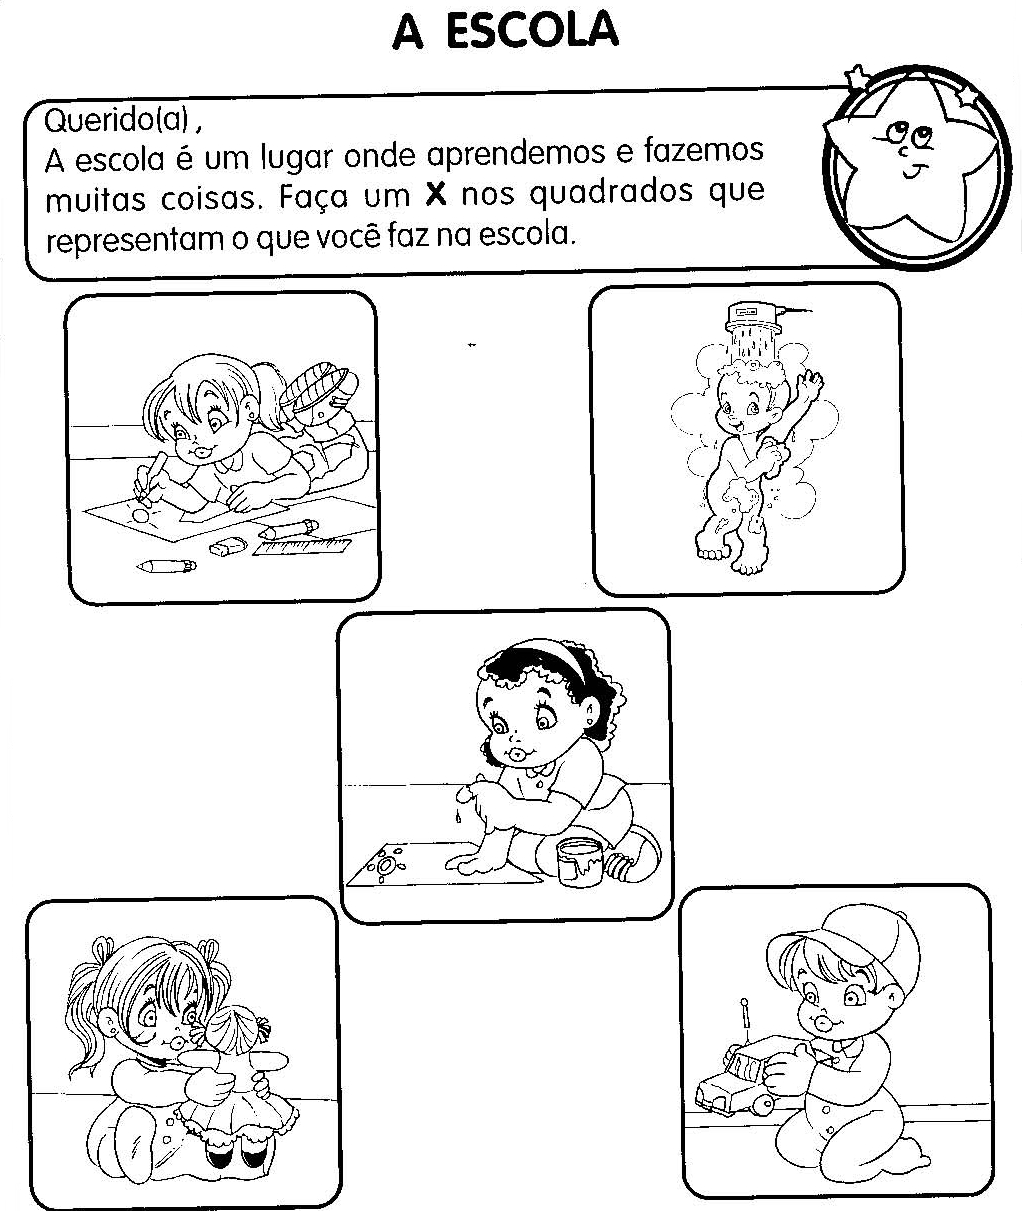 A ESCOLA
Querido(a) ,
A escola é um lugar onde aprendemos e fazemos
muitas coisas. Faça um X nos quadrados que
representam o que você faz na escola.